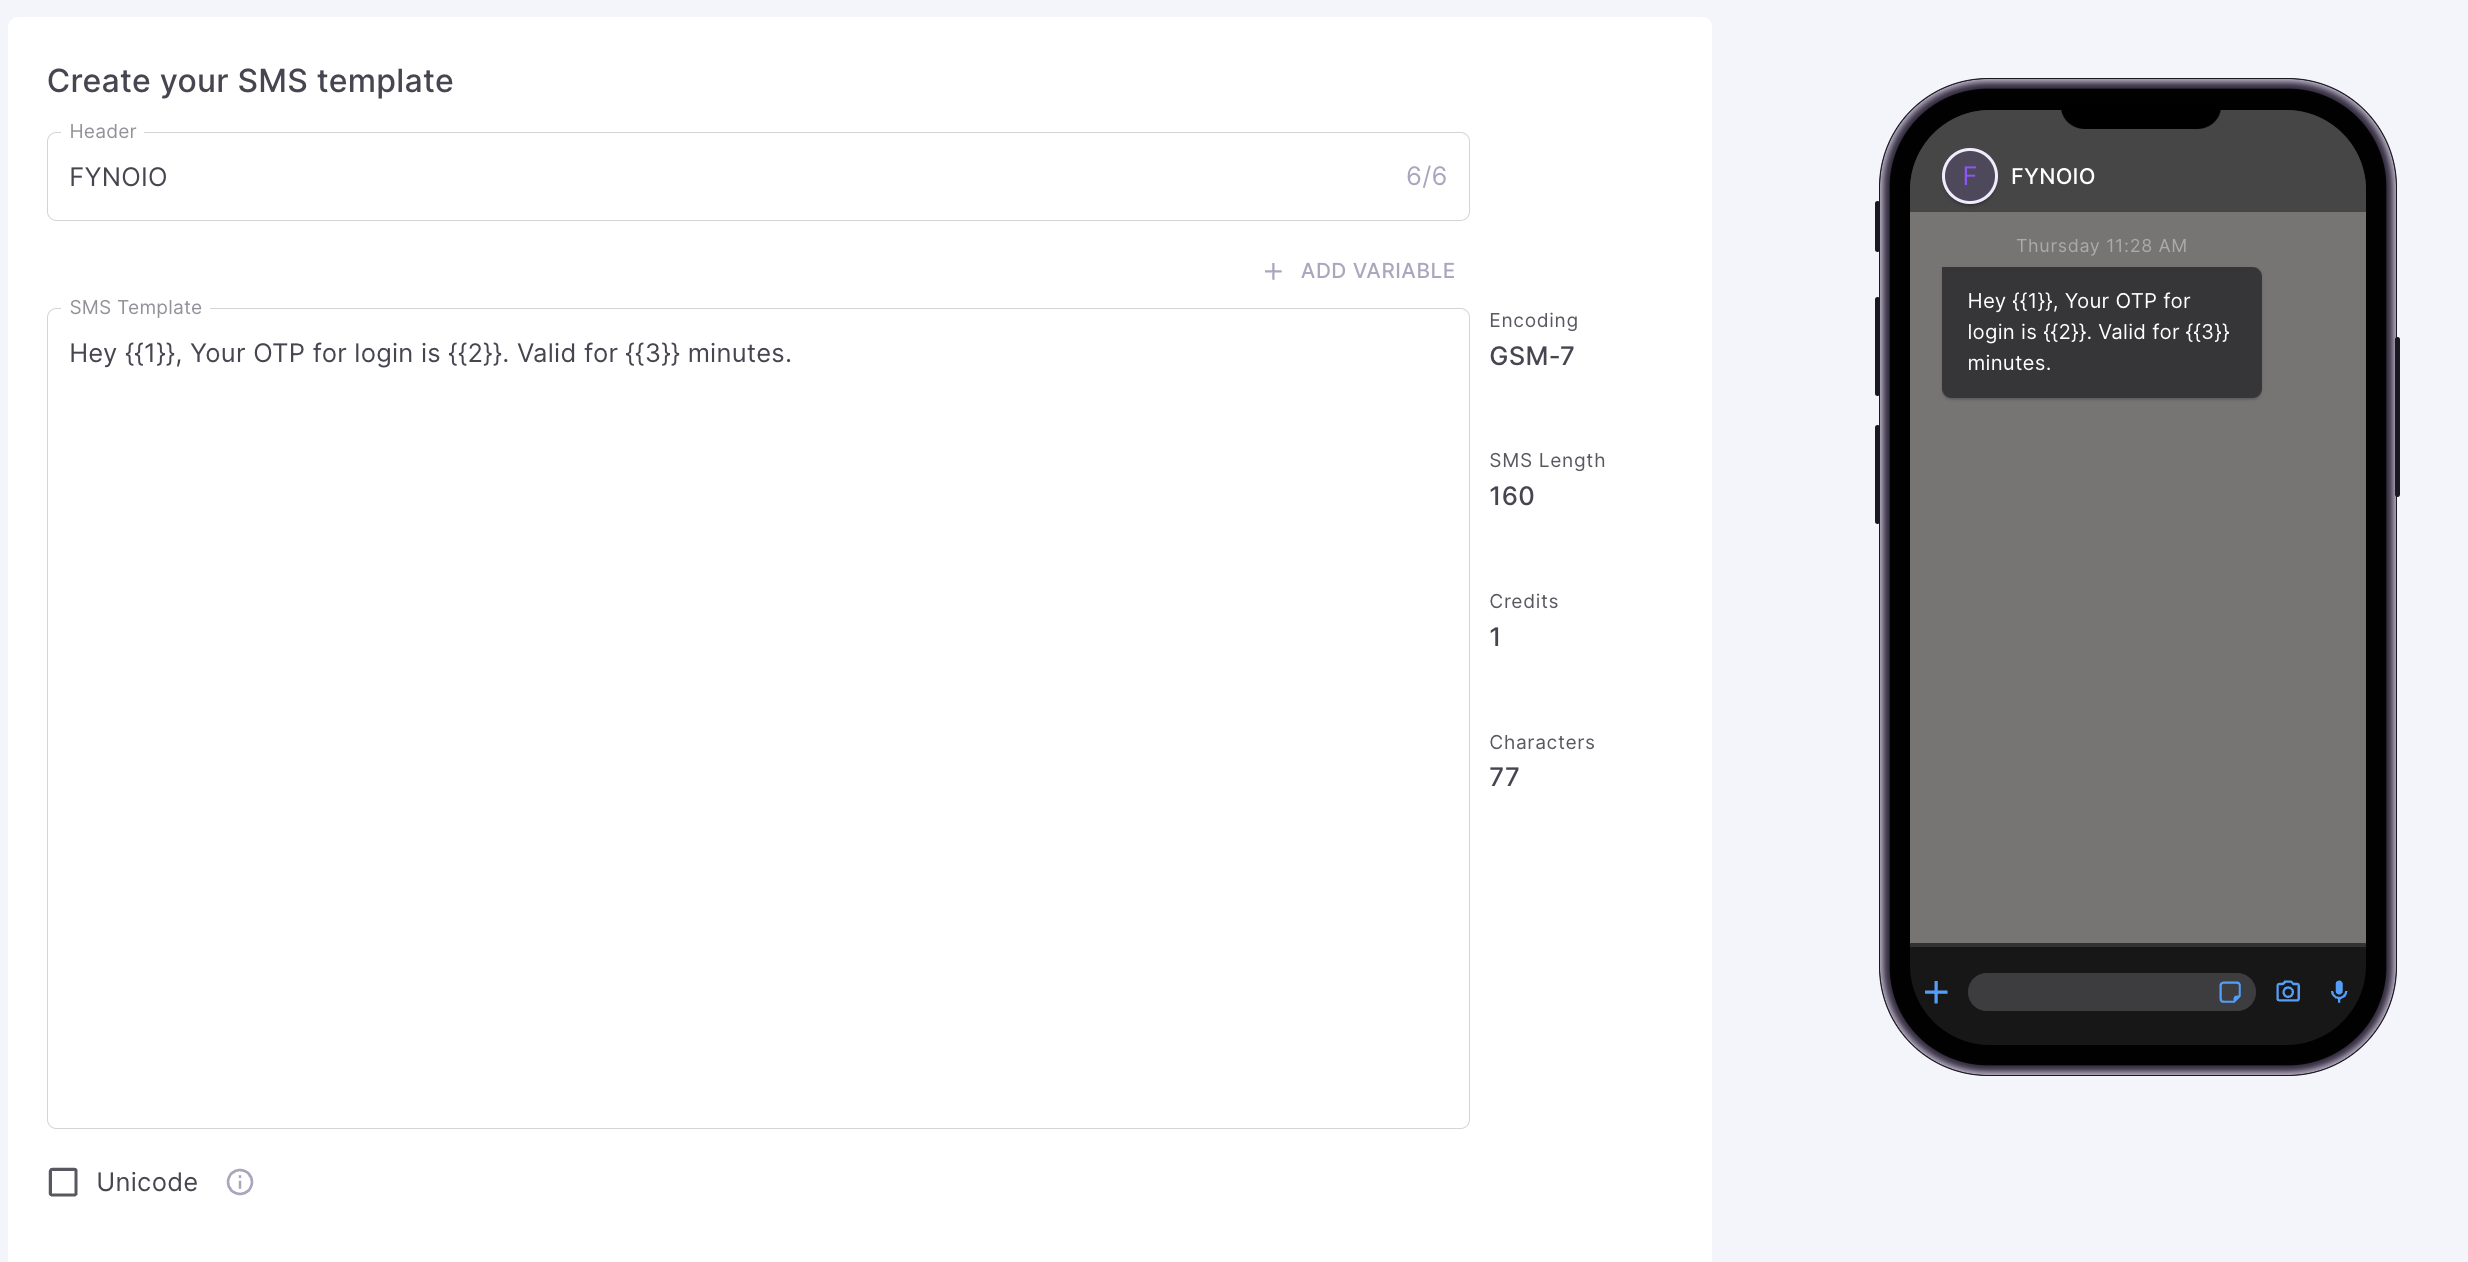 Create your SMS template
Header
FYNOIO
6/6
+ ADD VARIABLE
SMS Template
Hey {{1}}, Your OTP for login is {{2}}. Valid for {{3}} minutes.
Encoding
GSM-7
SMS Length
160
Credits
1
Characters
77
Unicode
F
FYNOIO
Thursday 11:28 AM
Hey {{1}}, Your OTP for
login is {{2}}. Valid for {{3}}
minutes.